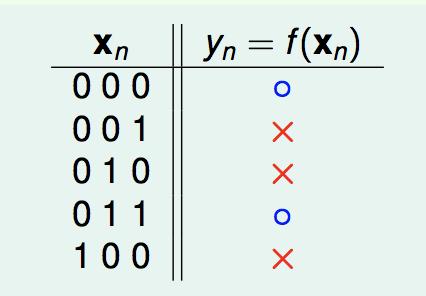 xₙ yₙ = f(xₙ)
0 0 0 ○
0 0 1 ×
0 1 0 ×
0 1 1 ○
1 0 0 ×